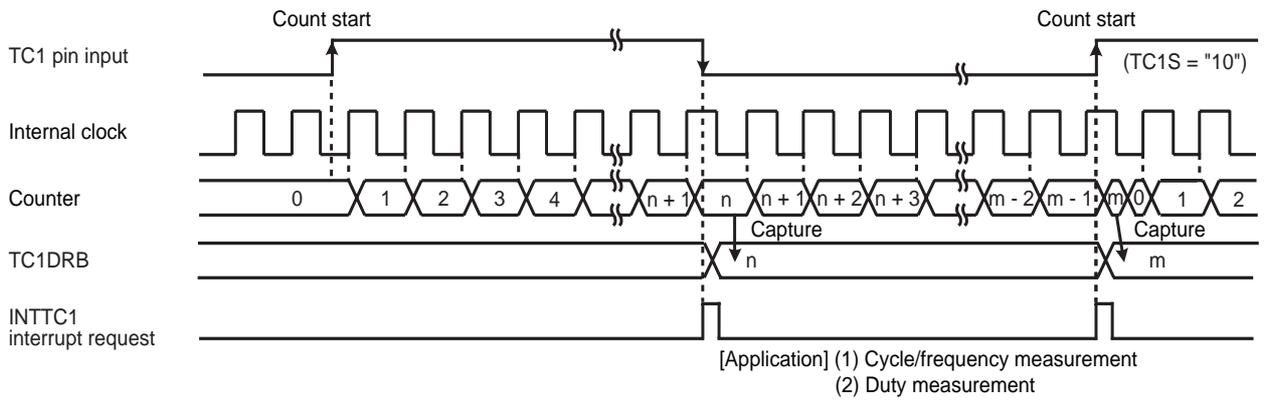 Count start
Count start
TC1 pin input
(TC1S = "10")
Internal clock
Counter
0 1 2 3 4 n + 1 n n + 1 n + 2 n + 3 m - 2 m - 1 m 0 1 2
Capture
Capture
TC1DRB
n
m
INTTC1
interrupt request
[Application] (1) Cycle/frequency measurement
(2) Duty measurement